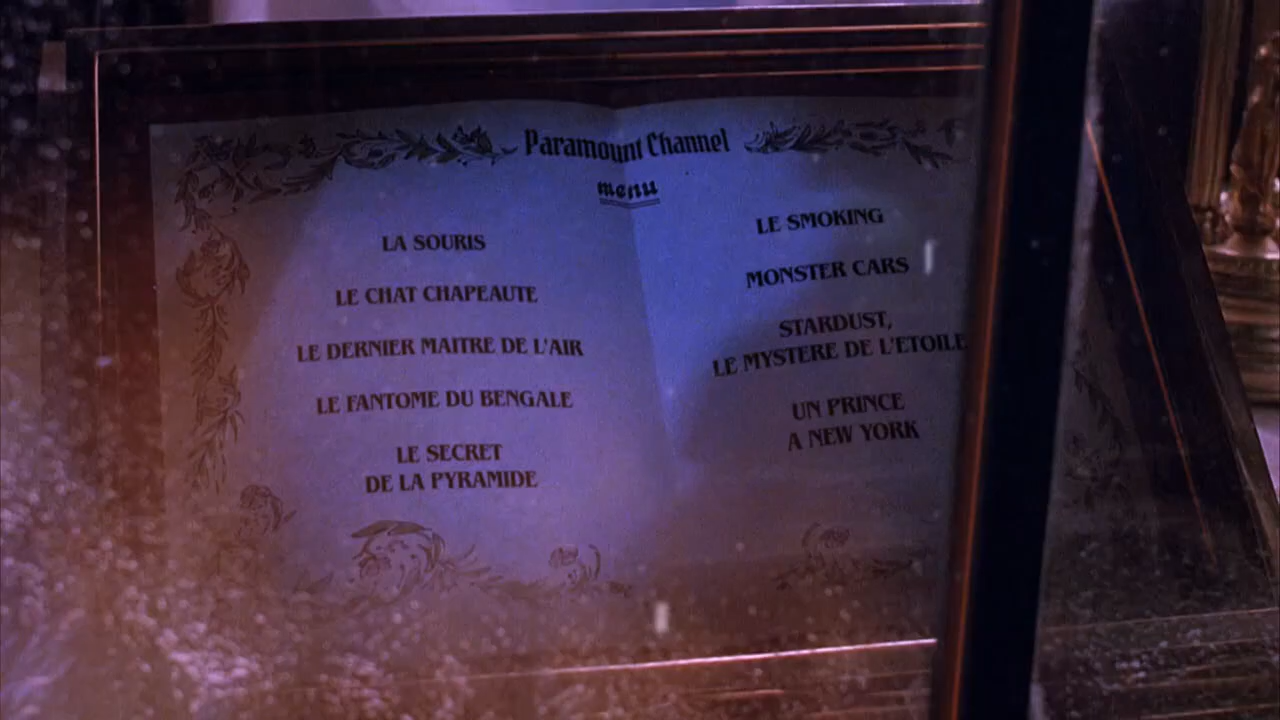 Paramount Channel
menu
LA SOURIS
LE CHAT CHAPEAUTE
LE DERNIER MAITRE DE L'AIR
LE FANTOME DU BENGALE
LE SECRET
DE LA PYRAMIDE
LE SMOKING
MONSTER CARS
STARDUST,
LE MYSTERE DE L'ETOILE
UN PRINCE
A NEW YORK